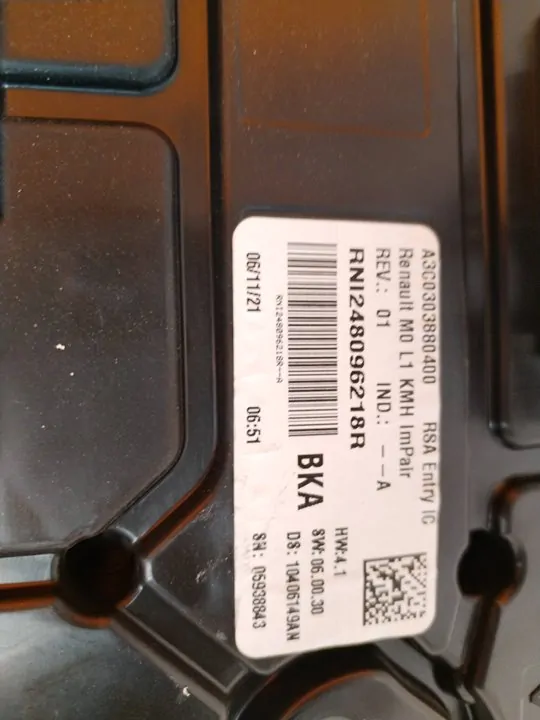 A3C0303880400 RSA Entry IC
Renault M0 L1 KMH ImPair
REV.: 01 IND.: --A
RNI248096218R
RNI248096218R--A
06/11/21 06:51
BKA
HW:4.1
SW:06.00.30
DS: 10406149AN
SN: 05938843